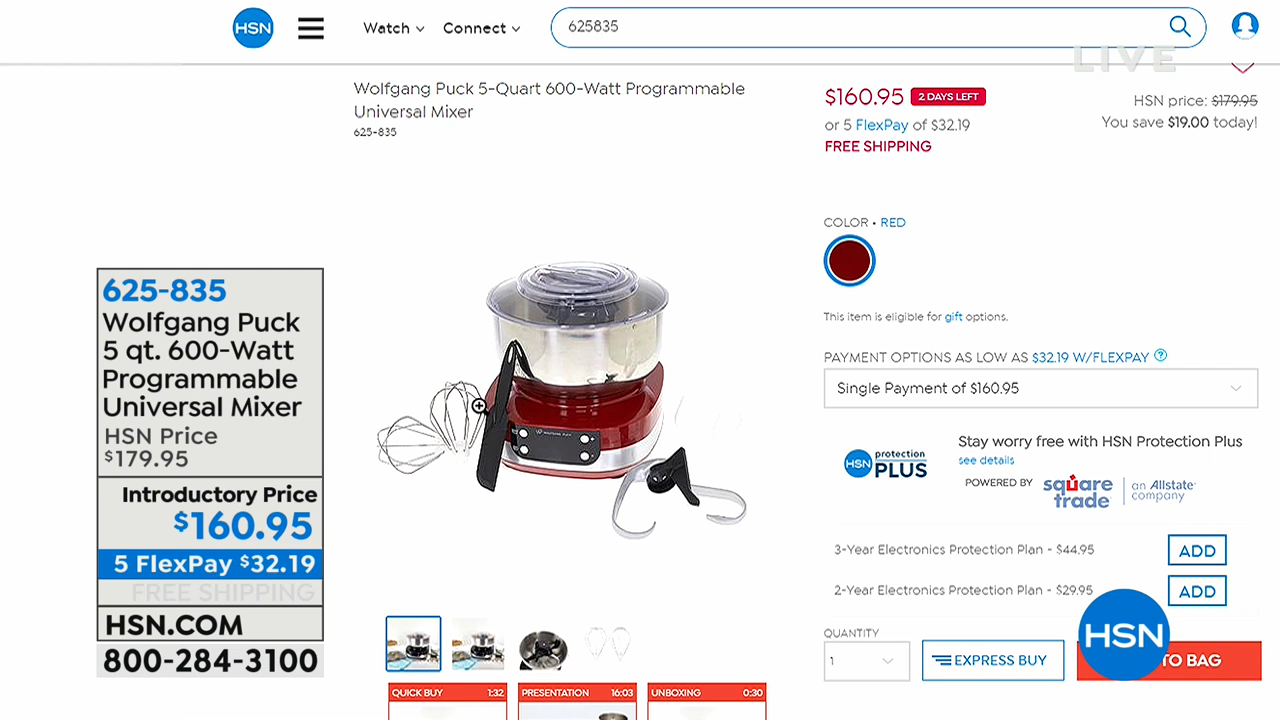 HSN
Watch
Connect
625835
LIVE
Wolfgang Puck 5-Quart 600-Watt Programmable
Universal Mixer
625-835
$160.95 2 DAYS LEFT
or 5 FlexPay of $32.19
FREE SHIPPING
HSN price: $179.95
You save $19.00 today!
COLOR • RED
This item is eligible for gift options.
PAYMENT OPTIONS AS LOW AS $32.19 W/FLEXPAY ?
Single Payment of $160.95
HSN protection PLUS
Stay worry free with HSN Protection Plus
see details
POWERED BY square trade an Allstate company
3-Year Electronics Protection Plan - $44.95 ADD
2-Year Electronics Protection Plan - $29.95 ADD
QUANTITY
1
EXPRESS BUY
TO BAG
HSN
625-835
Wolfgang Puck
5 qt. 600-Watt
Programmable
Universal Mixer
HSN Price
$179.95
Introductory Price
$160.95
5 FlexPay $32.19
FREE SHIPPING
HSN.COM
800-284-3100
WOLFGANG PUCK
QUICK BUY 1:32
PRESENTATION 16:03
UNBOXING 0:30